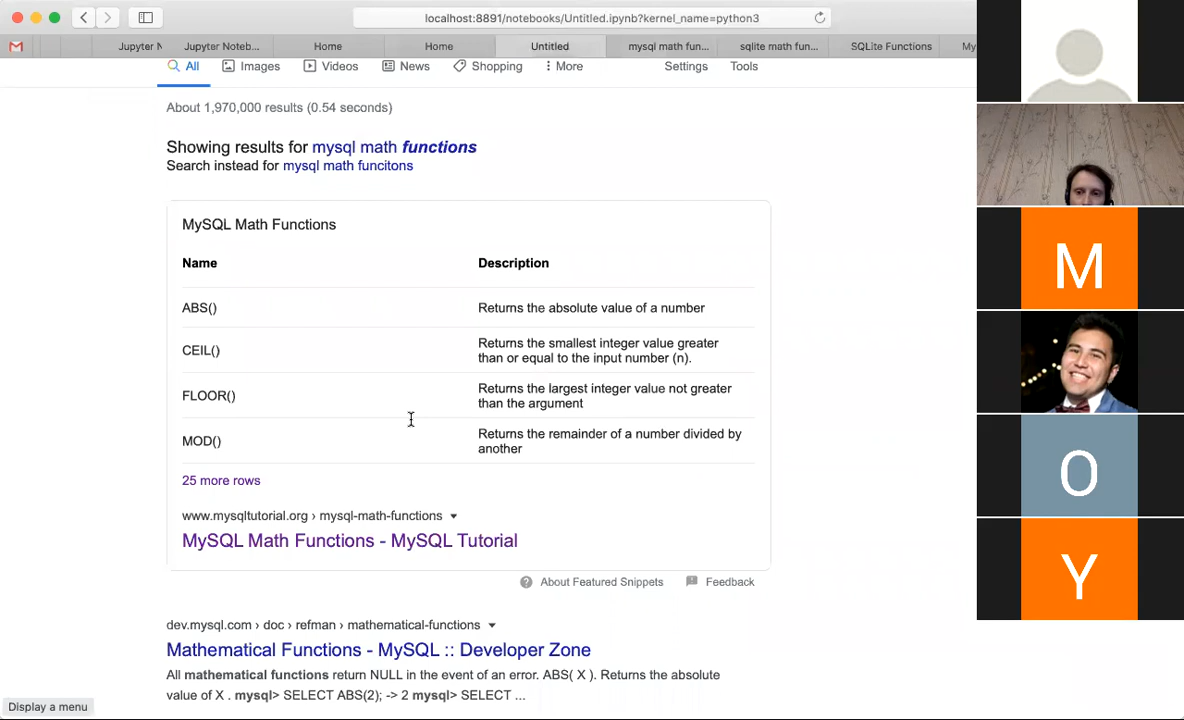 localhost:8891/notebooks/Untitled.ipynb?kernel_name=python3
Jupyter N
Jupyter Noteb...
Home
Home
Untitled
mysql math fun...
sqlite math fun...
SQLite Functions
My
All
Images
Videos
News
Shopping
More
Settings
Tools
About 1,970,000 results (0.54 seconds)
Showing results for mysql math functions
Search instead for mysql math funcitons
MySQL Math Functions
Name
Description
ABS()
Returns the absolute value of a number
CEIL()
Returns the smallest integer value greater
than or equal to the input number (n).
FLOOR()
Returns the largest integer value not greater
than the argument
MOD()
Returns the remainder of a number divided by
another
25 more rows
www.mysqltutorial.org › mysql-math-functions
MySQL Math Functions - MySQL Tutorial
About Featured Snippets
Feedback
dev.mysql.com › doc › refman › mathematical-functions
Mathematical Functions - MySQL :: Developer Zone
All mathematical functions return NULL in the event of an error. ABS( X ). Returns the absolute
value of X . mysql> SELECT ABS(2); -> 2 mysql> SELECT ...
Display a menu
M
O
Y